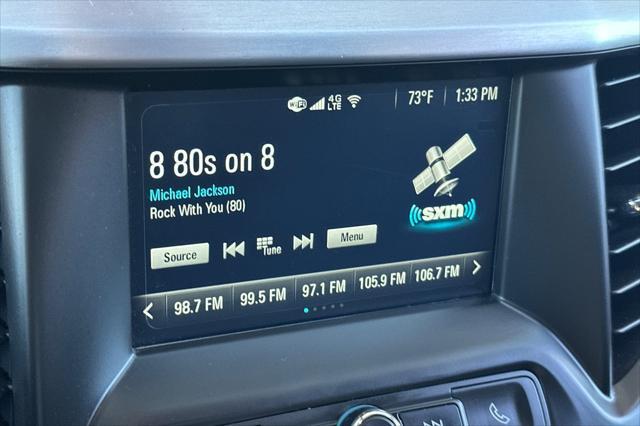 WiFi 4G LTE 73°F 1:33 PM
8 80s on 8
Michael Jackson
Rock With You (80)
sxm
Source Tune Menu
98.7 FM 99.5 FM 97.1 FM 105.9 FM 106.7 FM